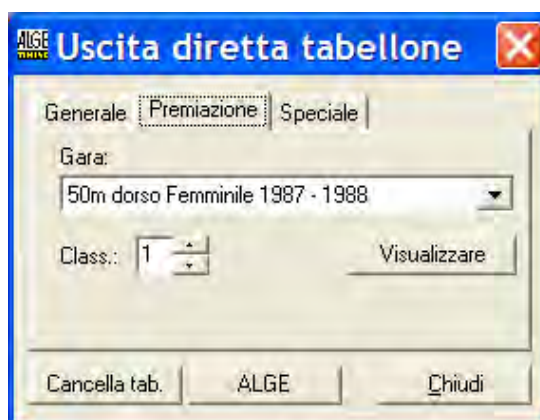 ALGE
TIMING
Uscita diretta tabellone
Generale Premiazione Speciale
Gara:
50m dorso Femminile 1987 - 1988
Class.: 1 Visualizzare
Cancella tab. ALGE Chiudi